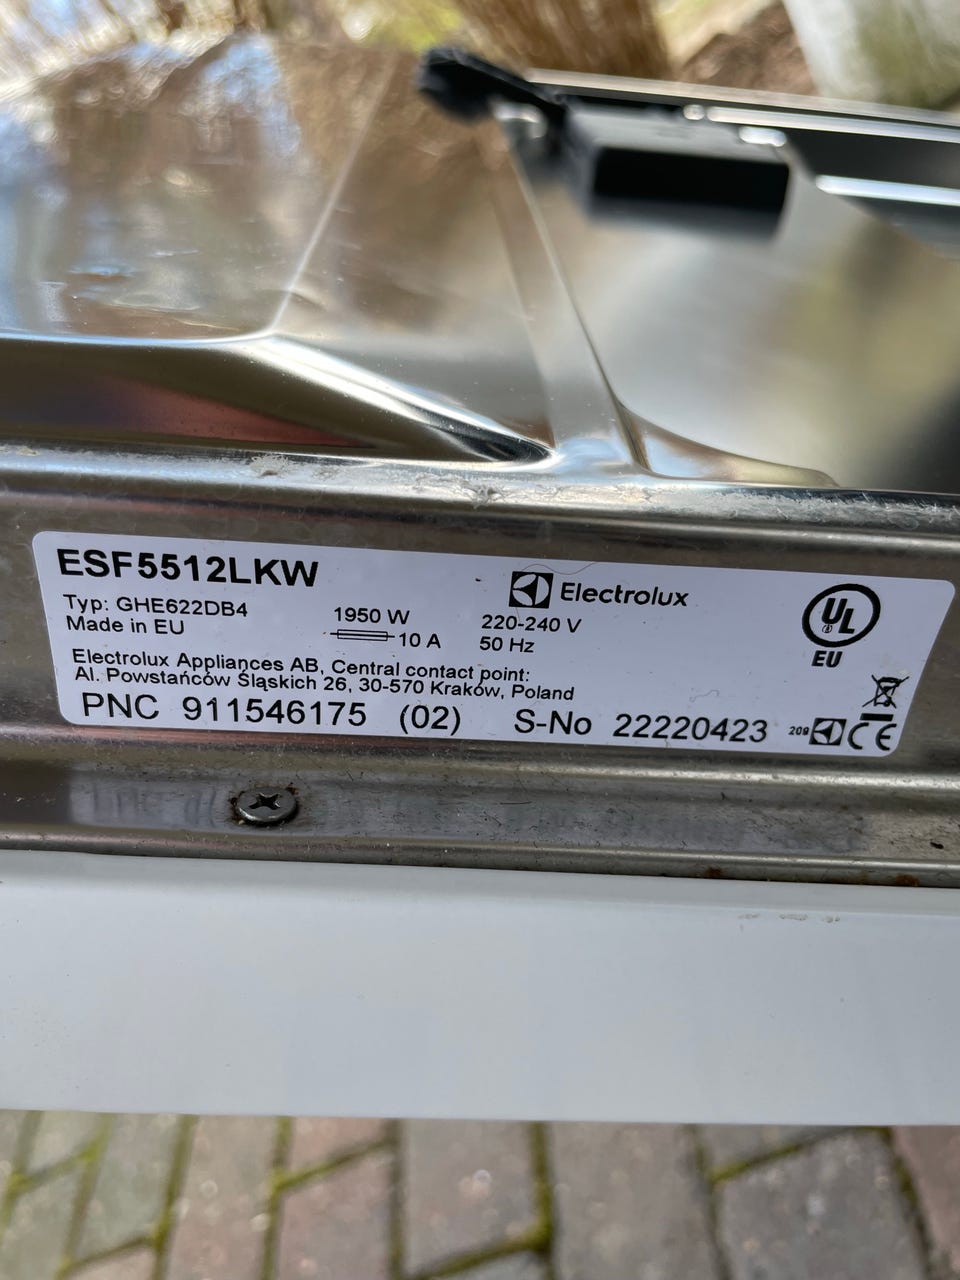 ESF5512LKW
Electrolux
Typ: GHE622DB4
Made in EU
1950 W
10 A
220-240 V
50 Hz
UL
EU
Electrolux Appliances AB, Central contact point:
Al. Powstańców Śląskich 26, 30-570 Kraków, Poland
PNC 911546175 (02) S-No 22220423
209
CE